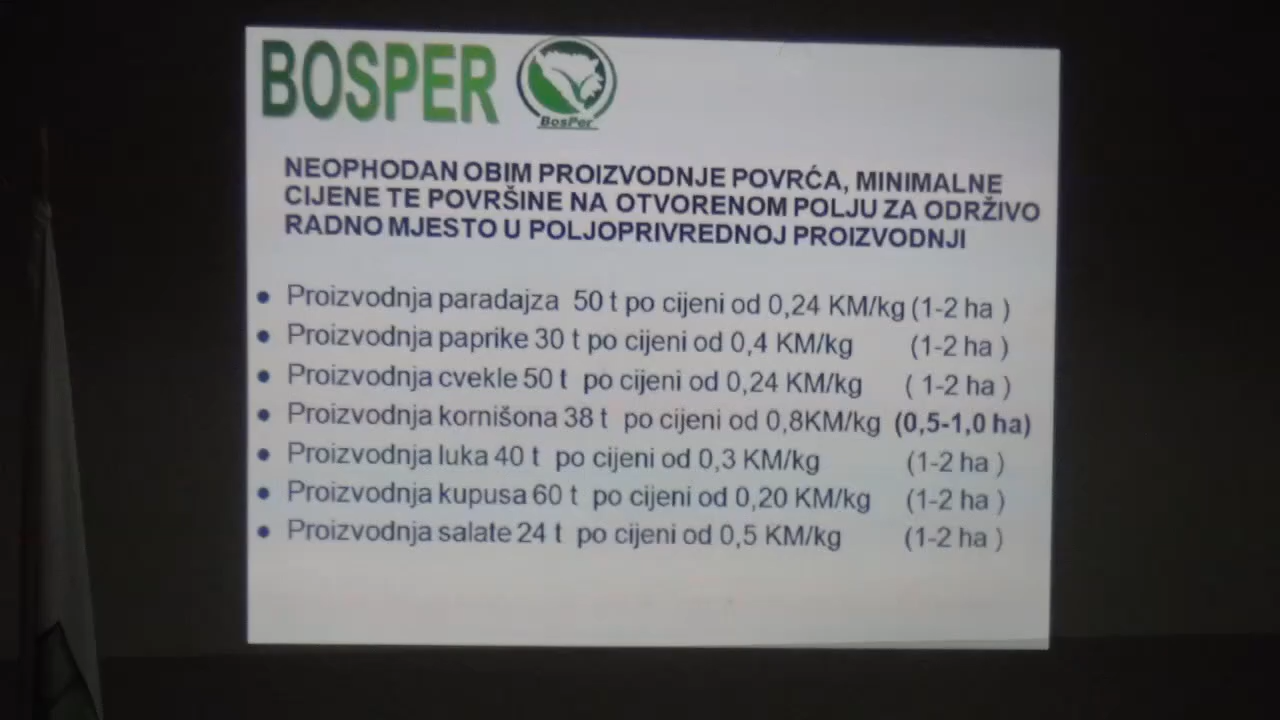 BOSPER
BosPer
NEOPHODAN OBIM PROIZVODNJE POVRĆA, MINIMALNE
CIJENE TE POVRŠINE NA OTVORENOM POLJU ZA ODRŽIVO
RADNO MJESTO U POLJOPRIVREDNOJ PROIZVODNJI
• Proizvodnja paradajza 50 t po cijeni od 0,24 KM/kg (1-2 ha )
• Proizvodnja paprike 30 t po cijeni od 0,4 KM/kg (1-2 ha )
• Proizvodnja cvekle 50 t po cijeni od 0,24 KM/kg ( 1-2 ha )
• Proizvodnja kornišona 38 t po cijeni od 0,8KM/kg (0,5-1,0 ha)
• Proizvodnja luka 40 t po cijeni od 0,3 KM/kg (1-2 ha )
• Proizvodnja kupusa 60 t po cijeni od 0,20 KM/kg (1-2 ha )
• Proizvodnja salate 24 t po cijeni od 0,5 KM/kg (1-2 ha )